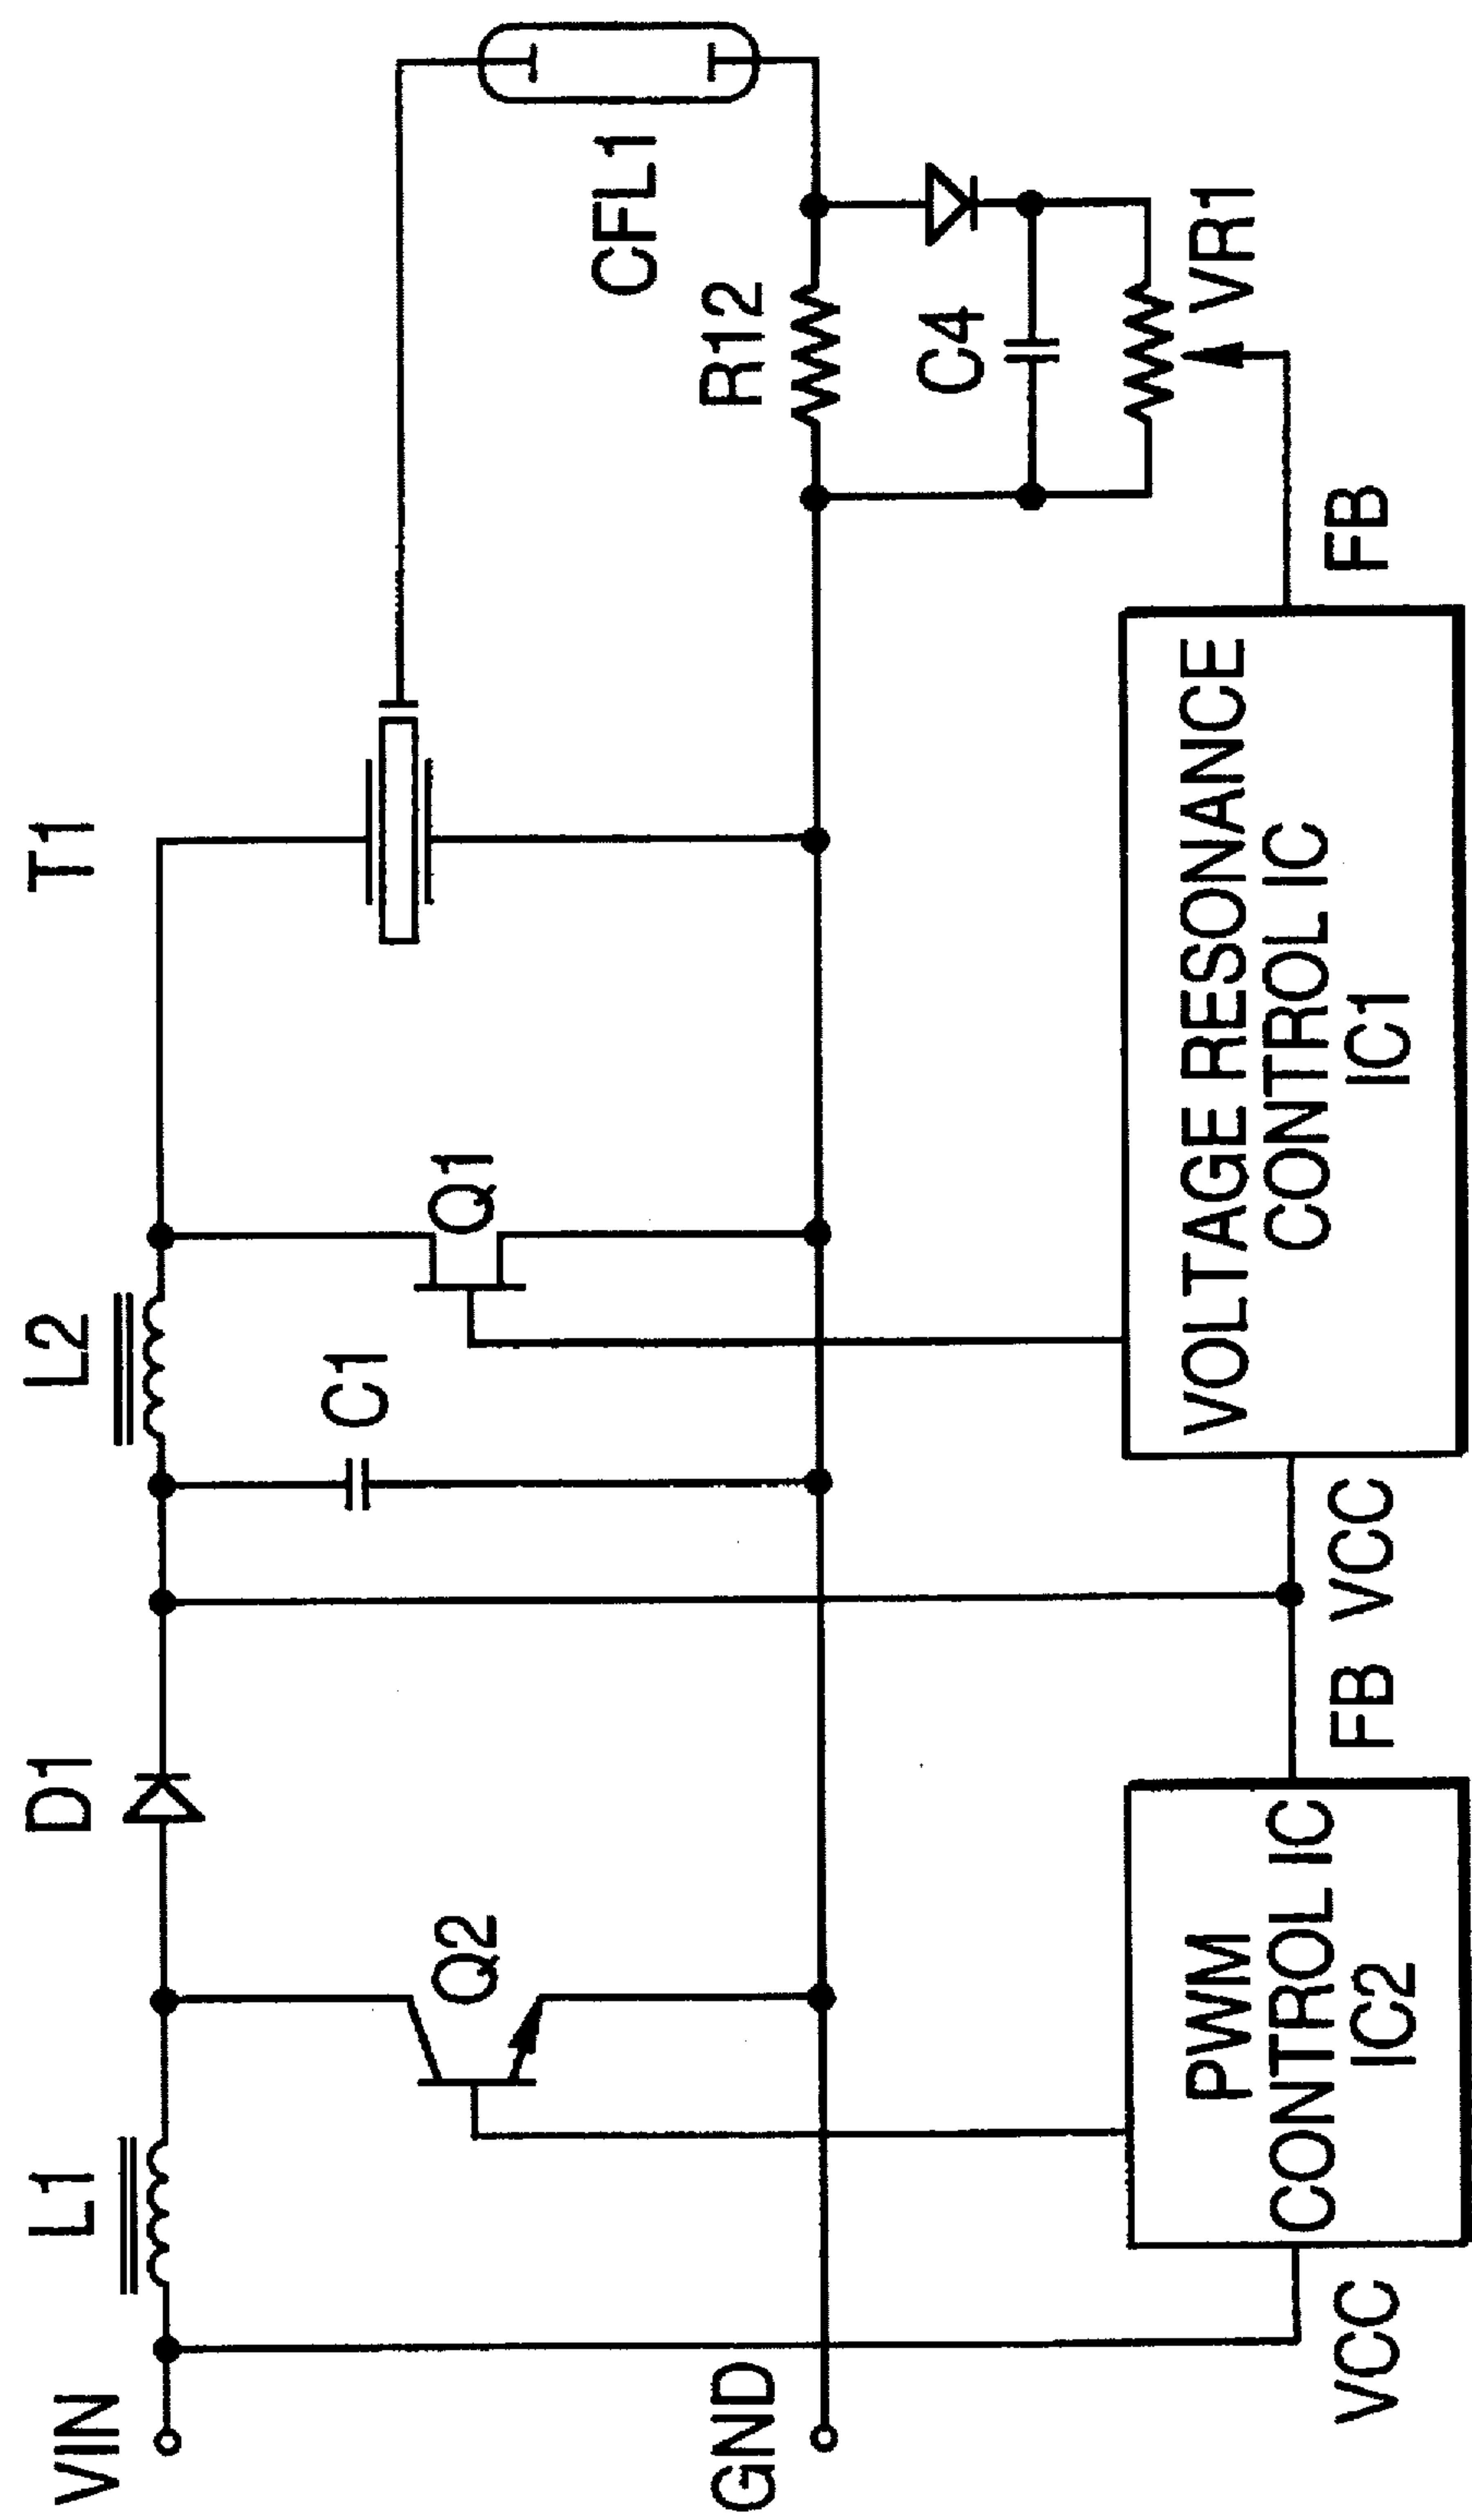 VIN
L1
D1
L2
T1
Q2
C1
Q1
CFL1
R12
C4
VR1
GND
PWM
CONTROL IC
IC2
VOLTAGE RESONANCE
CONTROL IC
IC1
VCC
FB VCC
FB